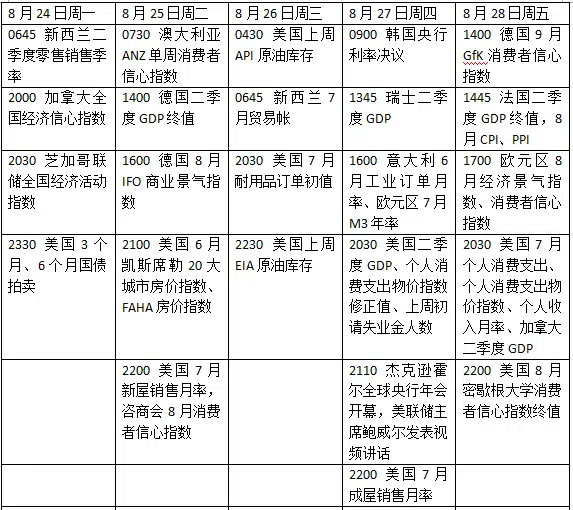 8 月 24 日周一
8 月 25 日周二
8 月 26 日周三
8 月 27 日周四
8 月 28 日周五
0645 新西兰二
季度零售销售季
率
0730 澳大利亚
ANZ 单周消费者
信心指数
0430 美国上周
API 原油库存
0900 韩国央行
利率决议
1400 德国 9 月
GfK 消费者信心
指数
2000 加拿大全
国经济信心指数
1400 德国二季
度 GDP 终值
0645 新西兰 7
月贸易帐
1345 瑞士二季
度 GDP
1445 法国二季
度 GDP 终值，8
月 CPI、PPI
2030 芝加哥联
储全国经济活动
指数
1600 德国 8 月
IFO 商业景气指
数
2030 美国 7 月
耐用品订单初值
1600 意大利 6
月工业订单月
率、欧元区 7 月
M3 年率
1700 欧元区 8
月经济景气指
数、消费者信心
指数
2330 美国 3 个
月、6 个月国债
拍卖
2100 美国 6 月
凯斯席勒 20 大
城市房价指数、
FAHA 房价指数
2230 美国上周
EIA 原油库存
2030 美国二季
度 GDP、个人消
费支出物价指数
修正值、上周初
请失业金人数
2030 美国 7 月
个人消费支出、
个人消费支出物
价指数、个人收
入月率、加拿大
二季度 GDP
2200 美国 7 月
新屋销售月率，
咨商会 8 月消费
者信心指数
2110 杰克逊霍
尔全球央行年会
开幕，美联储主
席鲍威尔发表视
频讲话
2200 美国 8 月
密歇根大学消费
者信心指数终值
2200 美国 7 月
成屋销售月率